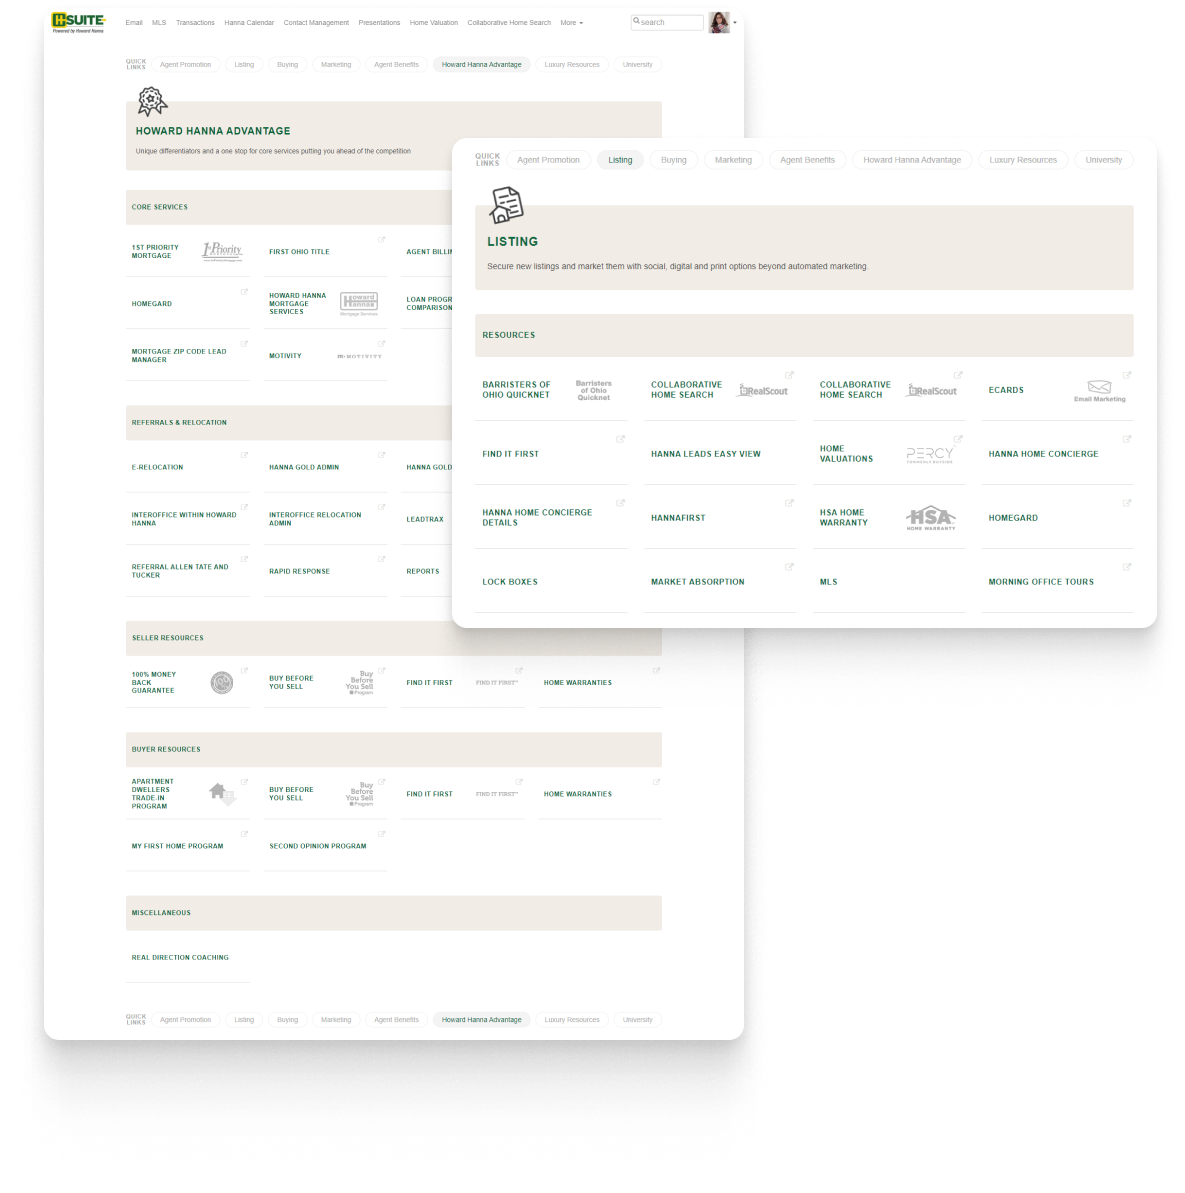 H SUITE
Powered by Howard Hanna
Email MLS Transactions Hanna Calendar Contact Management Presentations Home Valuation Collaborative Home Search More
search
QUICK LINKS
Agent Promotion Listing Buying Marketing Agent Benefits Howard Hanna Advantage Luxury Resources University
HOWARD HANNA ADVANTAGE
Unique differentiators and a one stop for core services putting you ahead of the competition
CORE SERVICES
1ST PRIORITY
MORTGAGE
1st Priority
FIRST OHIO TITLE
AGENT BILLIN
HOMEGARD
HOWARD HANNA
MORTGAGE
SERVICES
Howard
Hanna
Mortgage Services
LOAN PROGR
COMPARISON
MORTGAGE ZIP CODE LEAD
MANAGER
MOTIVITY
MOTIVITY
REFERRALS & RELOCATION
E-RELOCATION
HANNA GOLD ADMIN
HANNA GOLD
INTEROFFICE WITHIN HOWARD
HANNA
INTEROFFICE RELOCATION
ADMIN
LEADTRAX
REFERRAL ALLEN TATE AND
TUCKER
RAPID RESPONSE
REPORTS
SELLER RESOURCES
100% MONEY
BACK
GUARANTEE
100
BUY BEFORE
YOU SELL
Buy
Before
You Sell
Program
FIND IT FIRST
FIND IT FIRST
HOME WARRANTIES
BUYER RESOURCES
APARTMENT
DWELLERS
TRADE IN
PROGRAM
BUY BEFORE
YOU SELL
Buy
Before
You Sell
Program
FIND IT FIRST
FIND IT FIRST
HOME WARRANTIES
MY FIRST HOME PROGRAM
SECOND OPINION PROGRAM
MISCELLANEOUS
REAL DIRECTION COACHING
QUICK LINKS
Agent Promotion Listing Buying Marketing Agent Benefits Howard Hanna Advantage Luxury Resources University
QUICK LINKS
Agent Promotion Listing Buying Marketing Agent Benefits Howard Hanna Advantage Luxury Resources University
LISTING
Secure new listings and market them with social, digital and print options beyond automated marketing.
RESOURCES
BARRISTERS OF
OHIO QUICKNET
Barristers
of Ohio
Quicknet
COLLABORATIVE
HOME SEARCH
RealScout
COLLABORATIVE
HOME SEARCH
RealScout
ECARDS
Email Marketing
FIND IT FIRST
HANNA LEADS EASY VIEW
HOME
VALUATIONS
PERCY
FORMERLY BUYSIDE
HANNA HOME CONCIERGE
HANNA HOME CONCIERGE
DETAILS
HANNAFIRST
HSA HOME
WARRANTY
HSA
HOME WARRANTY
HOMEGARD
LOCK BOXES
MARKET ABSORPTION
MLS
MORNING OFFICE TOURS